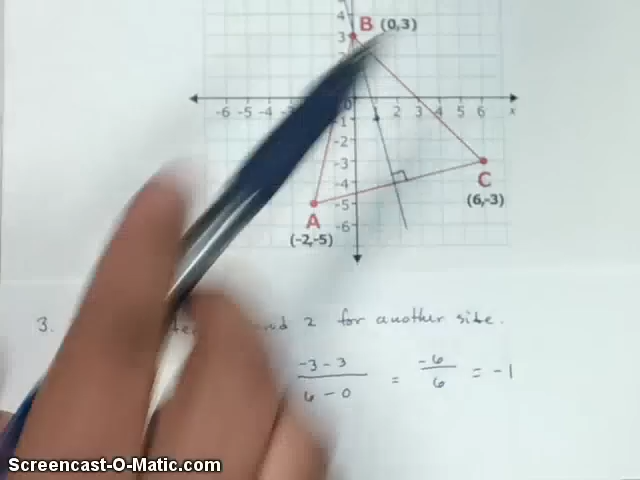 4
B (0,3)
3
2
-6 -5 -4 1 2 3 4 5 6 x
-1
-2
-3
-4
C
(6,-3)
-5
A
(-2,-5)
-6
3. and 2 for another side.
-3 - 3 / 6 - 0 = -6 / 6 = -1
Screencast-O-Matic.com